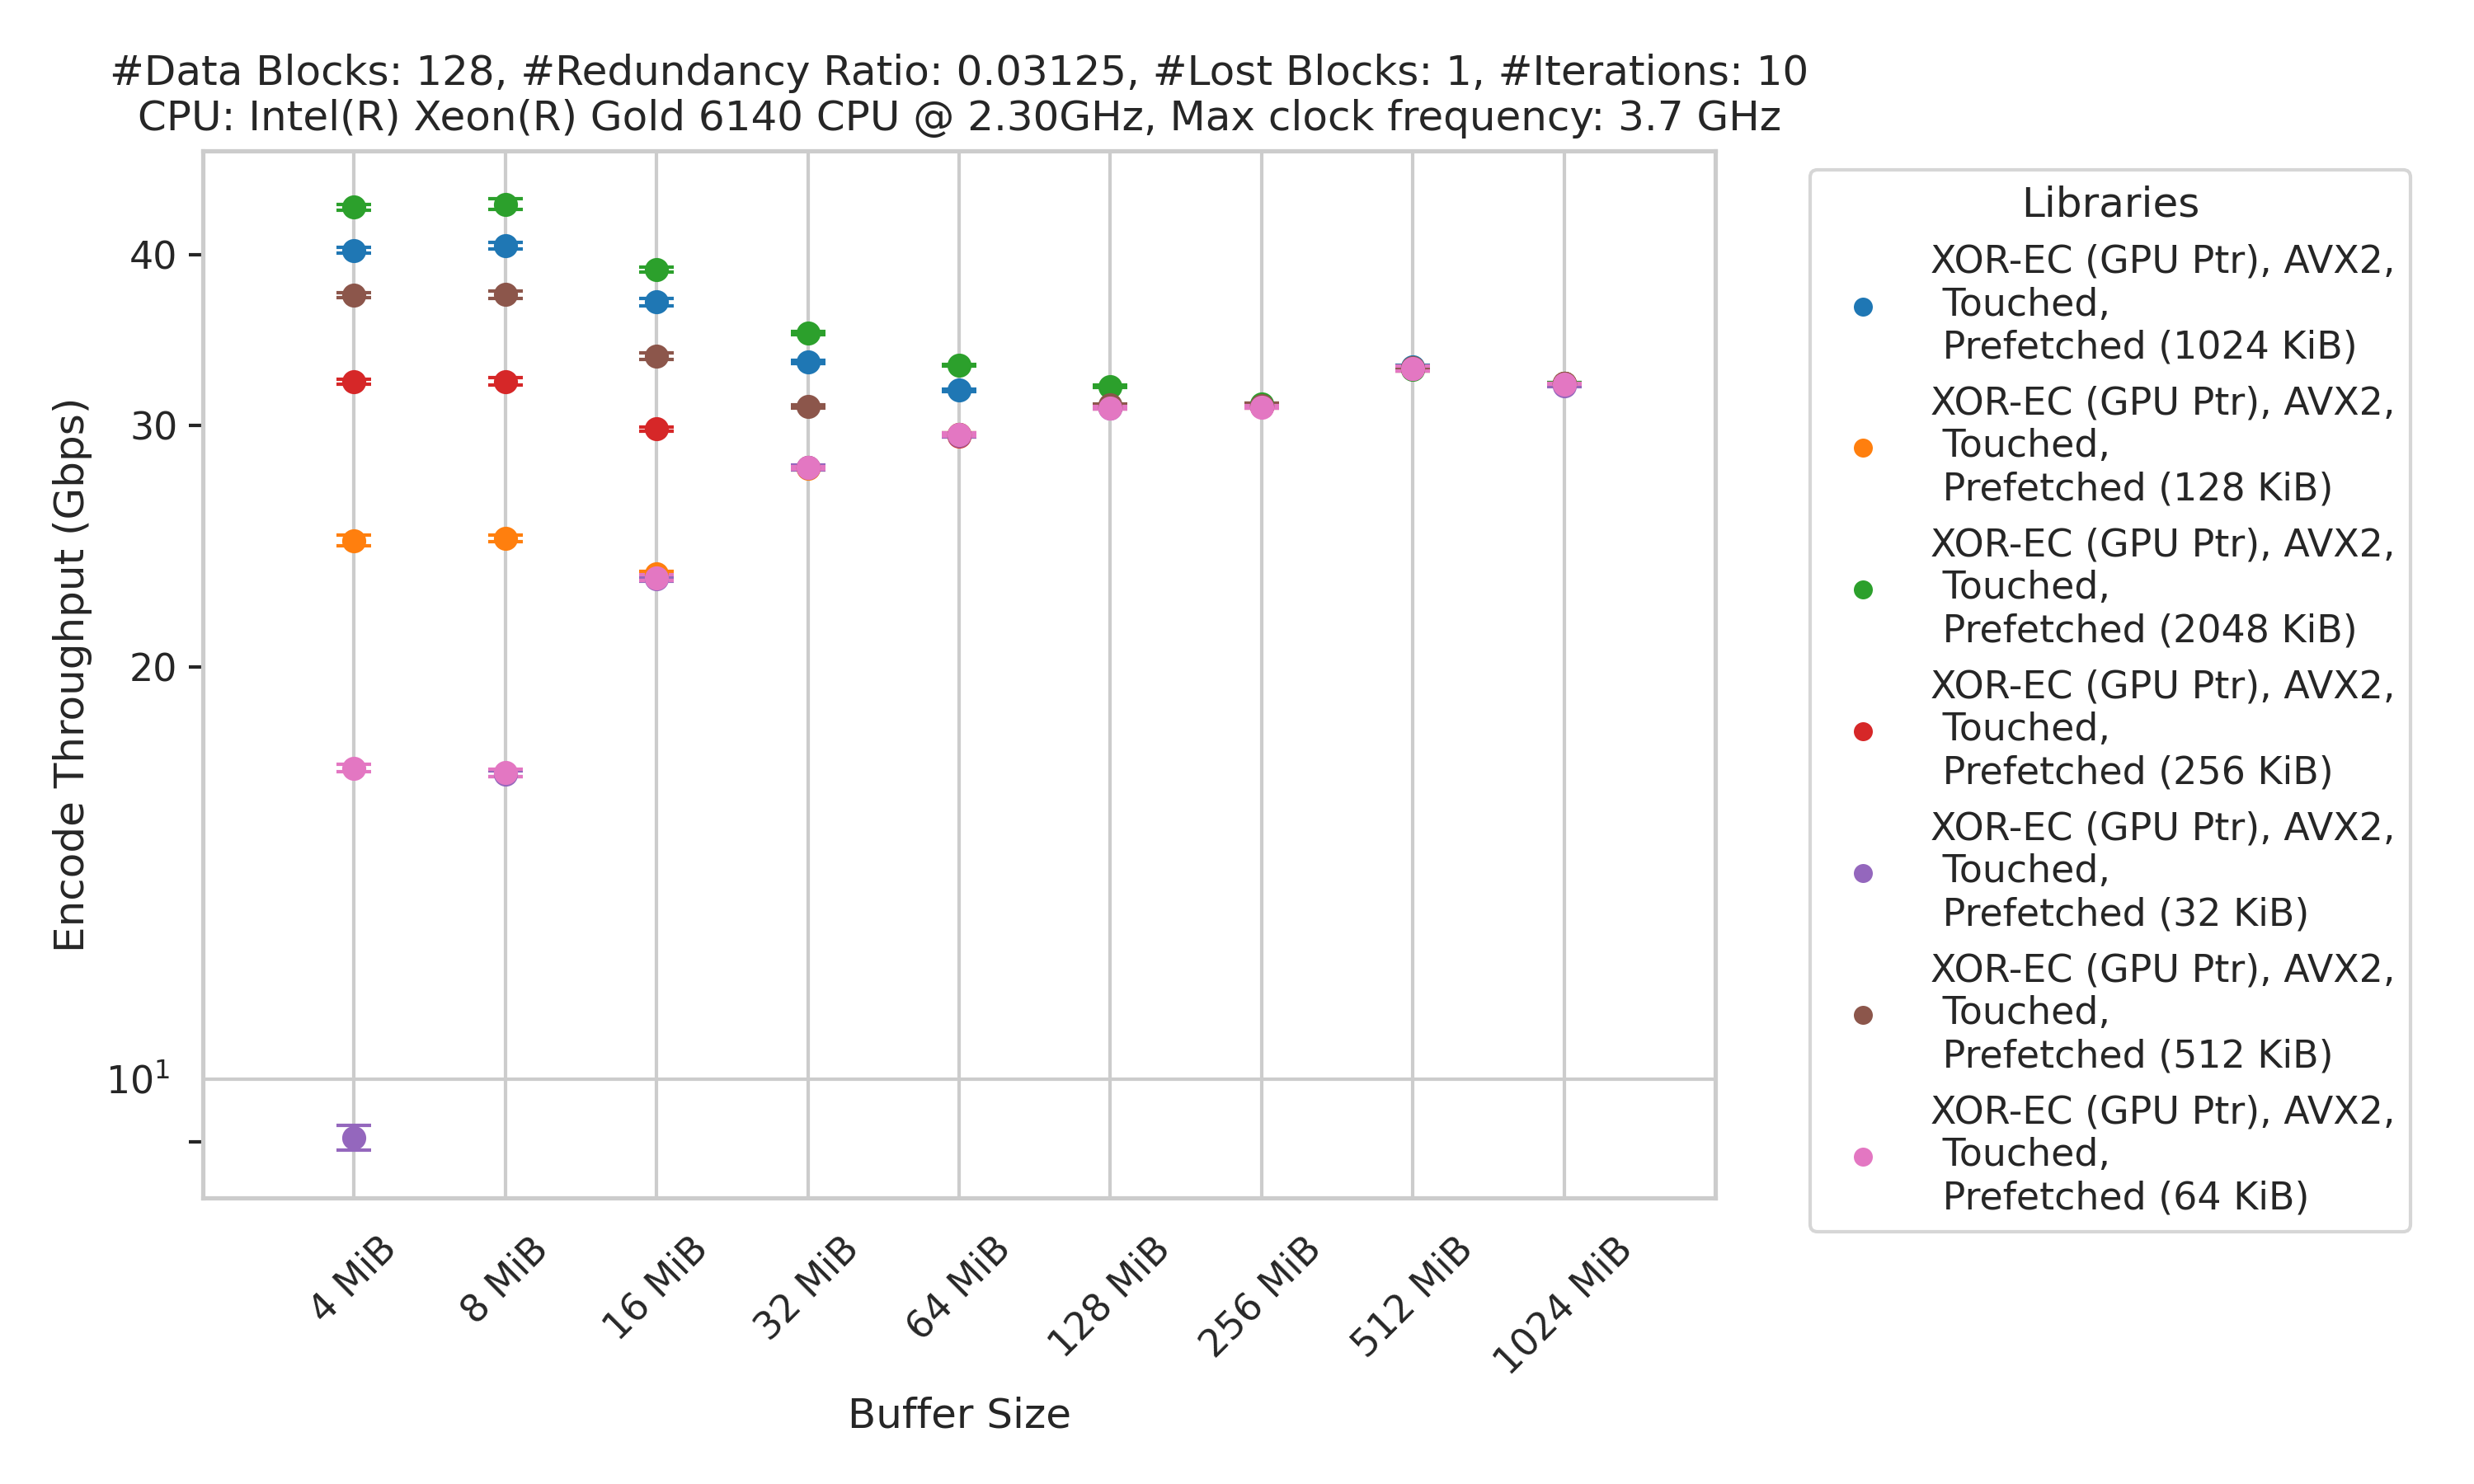 #Data Blocks: 128, #Redundancy Ratio: 0.03125, #Lost Blocks: 1, #Iterations: 10
CPU: Intel(R) Xeon(R) Gold 6140 CPU @ 2.30GHz, Max clock frequency: 3.7 GHz
Encode Throughput (Gbps)
40
30
20
10¹
4 MiB
8 MiB
16 MiB
32 MiB
64 MiB
128 MiB
256 MiB
512 MiB
1024 MiB
Buffer Size
Libraries
XOR-EC (GPU Ptr), AVX2,
Touched,
Prefetched (1024 KiB)
XOR-EC (GPU Ptr), AVX2,
Touched,
Prefetched (128 KiB)
XOR-EC (GPU Ptr), AVX2,
Touched,
Prefetched (2048 KiB)
XOR-EC (GPU Ptr), AVX2,
Touched,
Prefetched (256 KiB)
XOR-EC (GPU Ptr), AVX2,
Touched,
Prefetched (32 KiB)
XOR-EC (GPU Ptr), AVX2,
Touched,
Prefetched (512 KiB)
XOR-EC (GPU Ptr), AVX2,
Touched,
Prefetched (64 KiB)